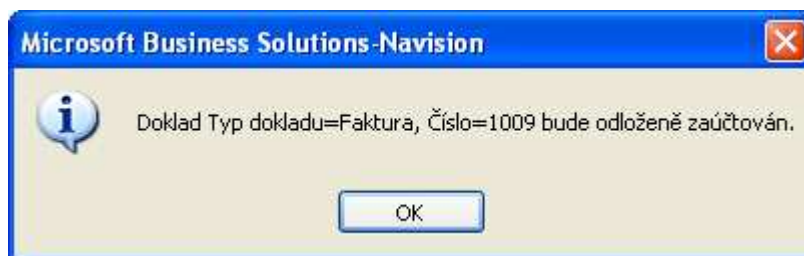 Microsoft Business Solutions-Navision
Doklad Typ dokladu=Faktura, Číslo=1009 bude odloženě zaúčtován.
OK